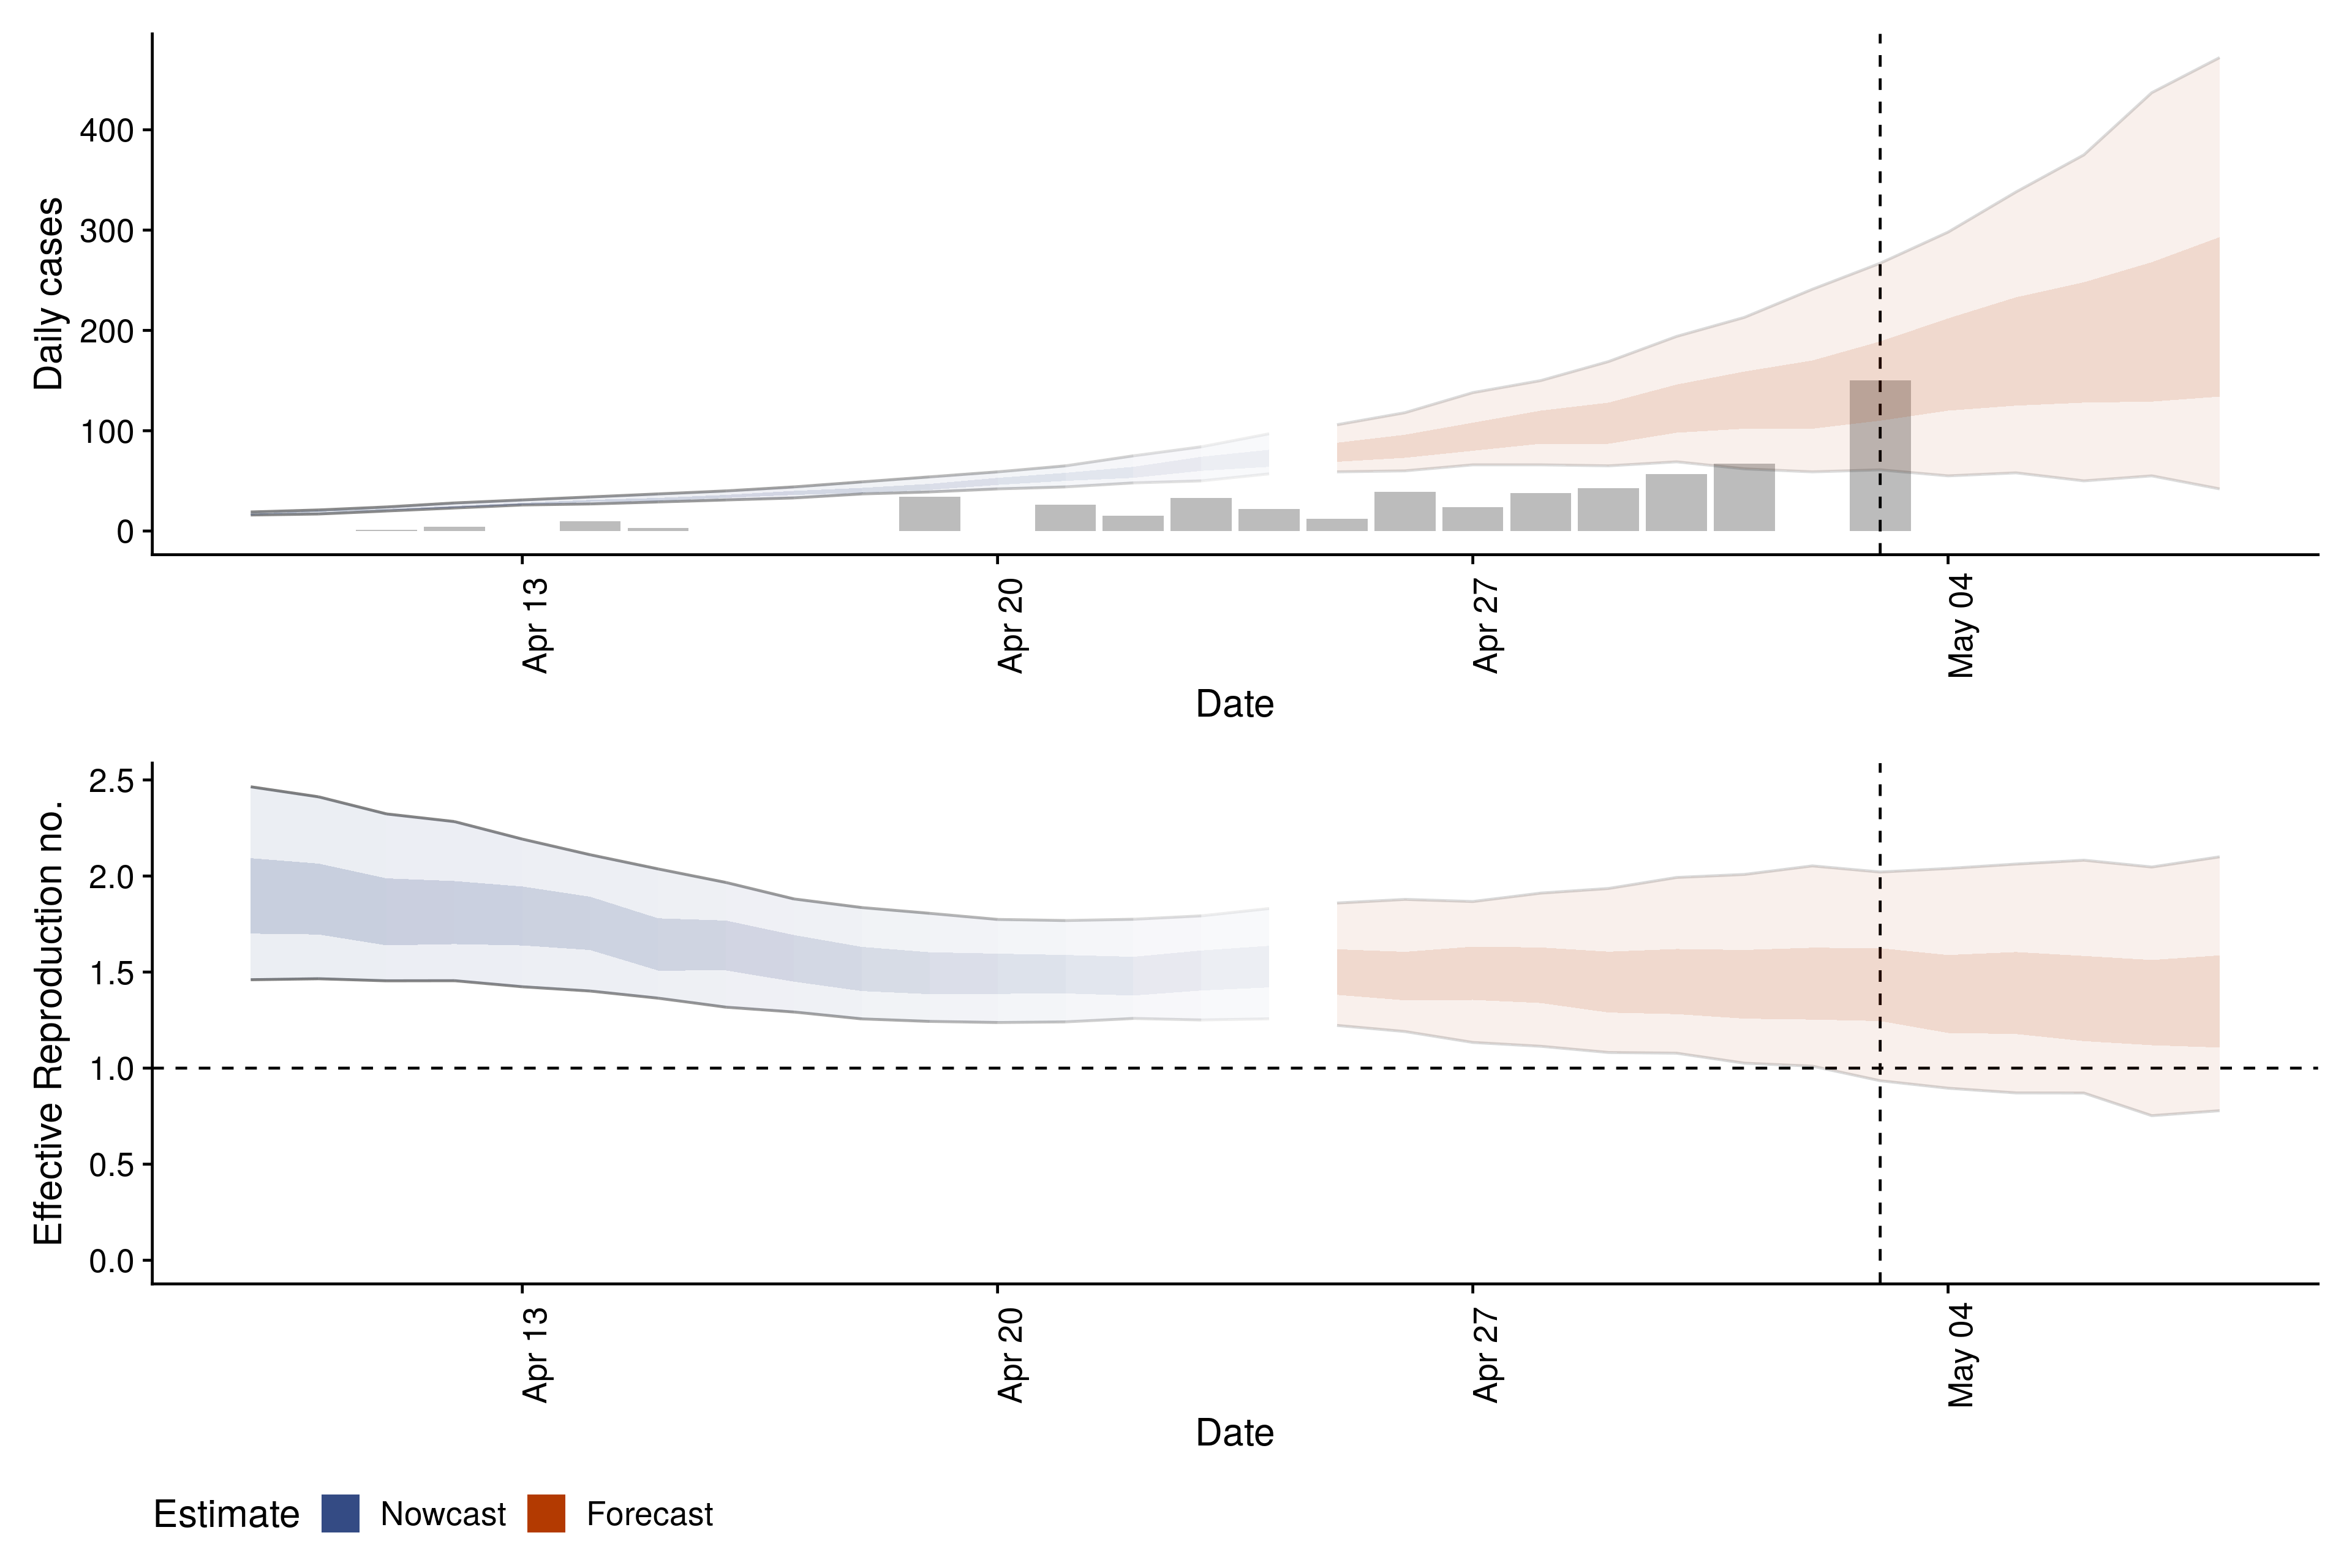 Daily cases
400
300
200
100
0
Apr 13
Apr 20
Apr 27
May 04
Date
Effective Reproduction no.
2.5
2.0
1.5
1.0
0.5
0.0
Apr 13
Apr 20
Apr 27
May 04
Date
Estimate Nowcast Forecast